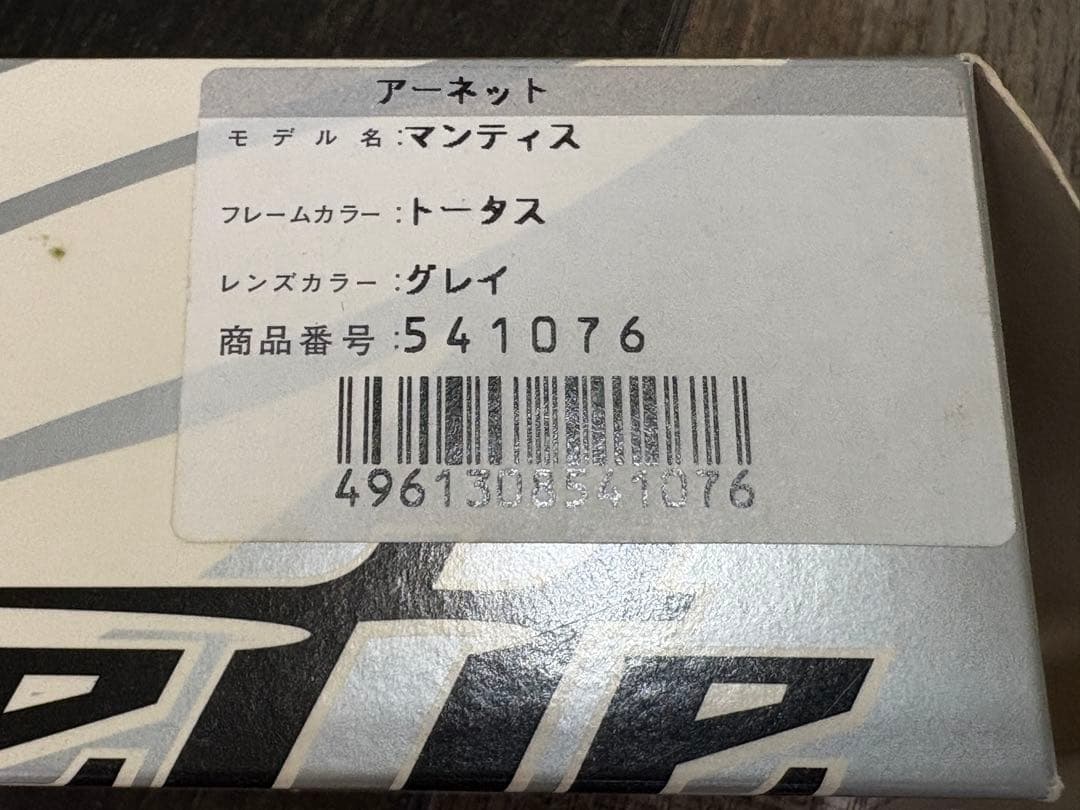 アーネット
モデル名:マンティス
フレームカラー:トータス
レンズカラー:グレイ
商品番号:541076
4961308541076